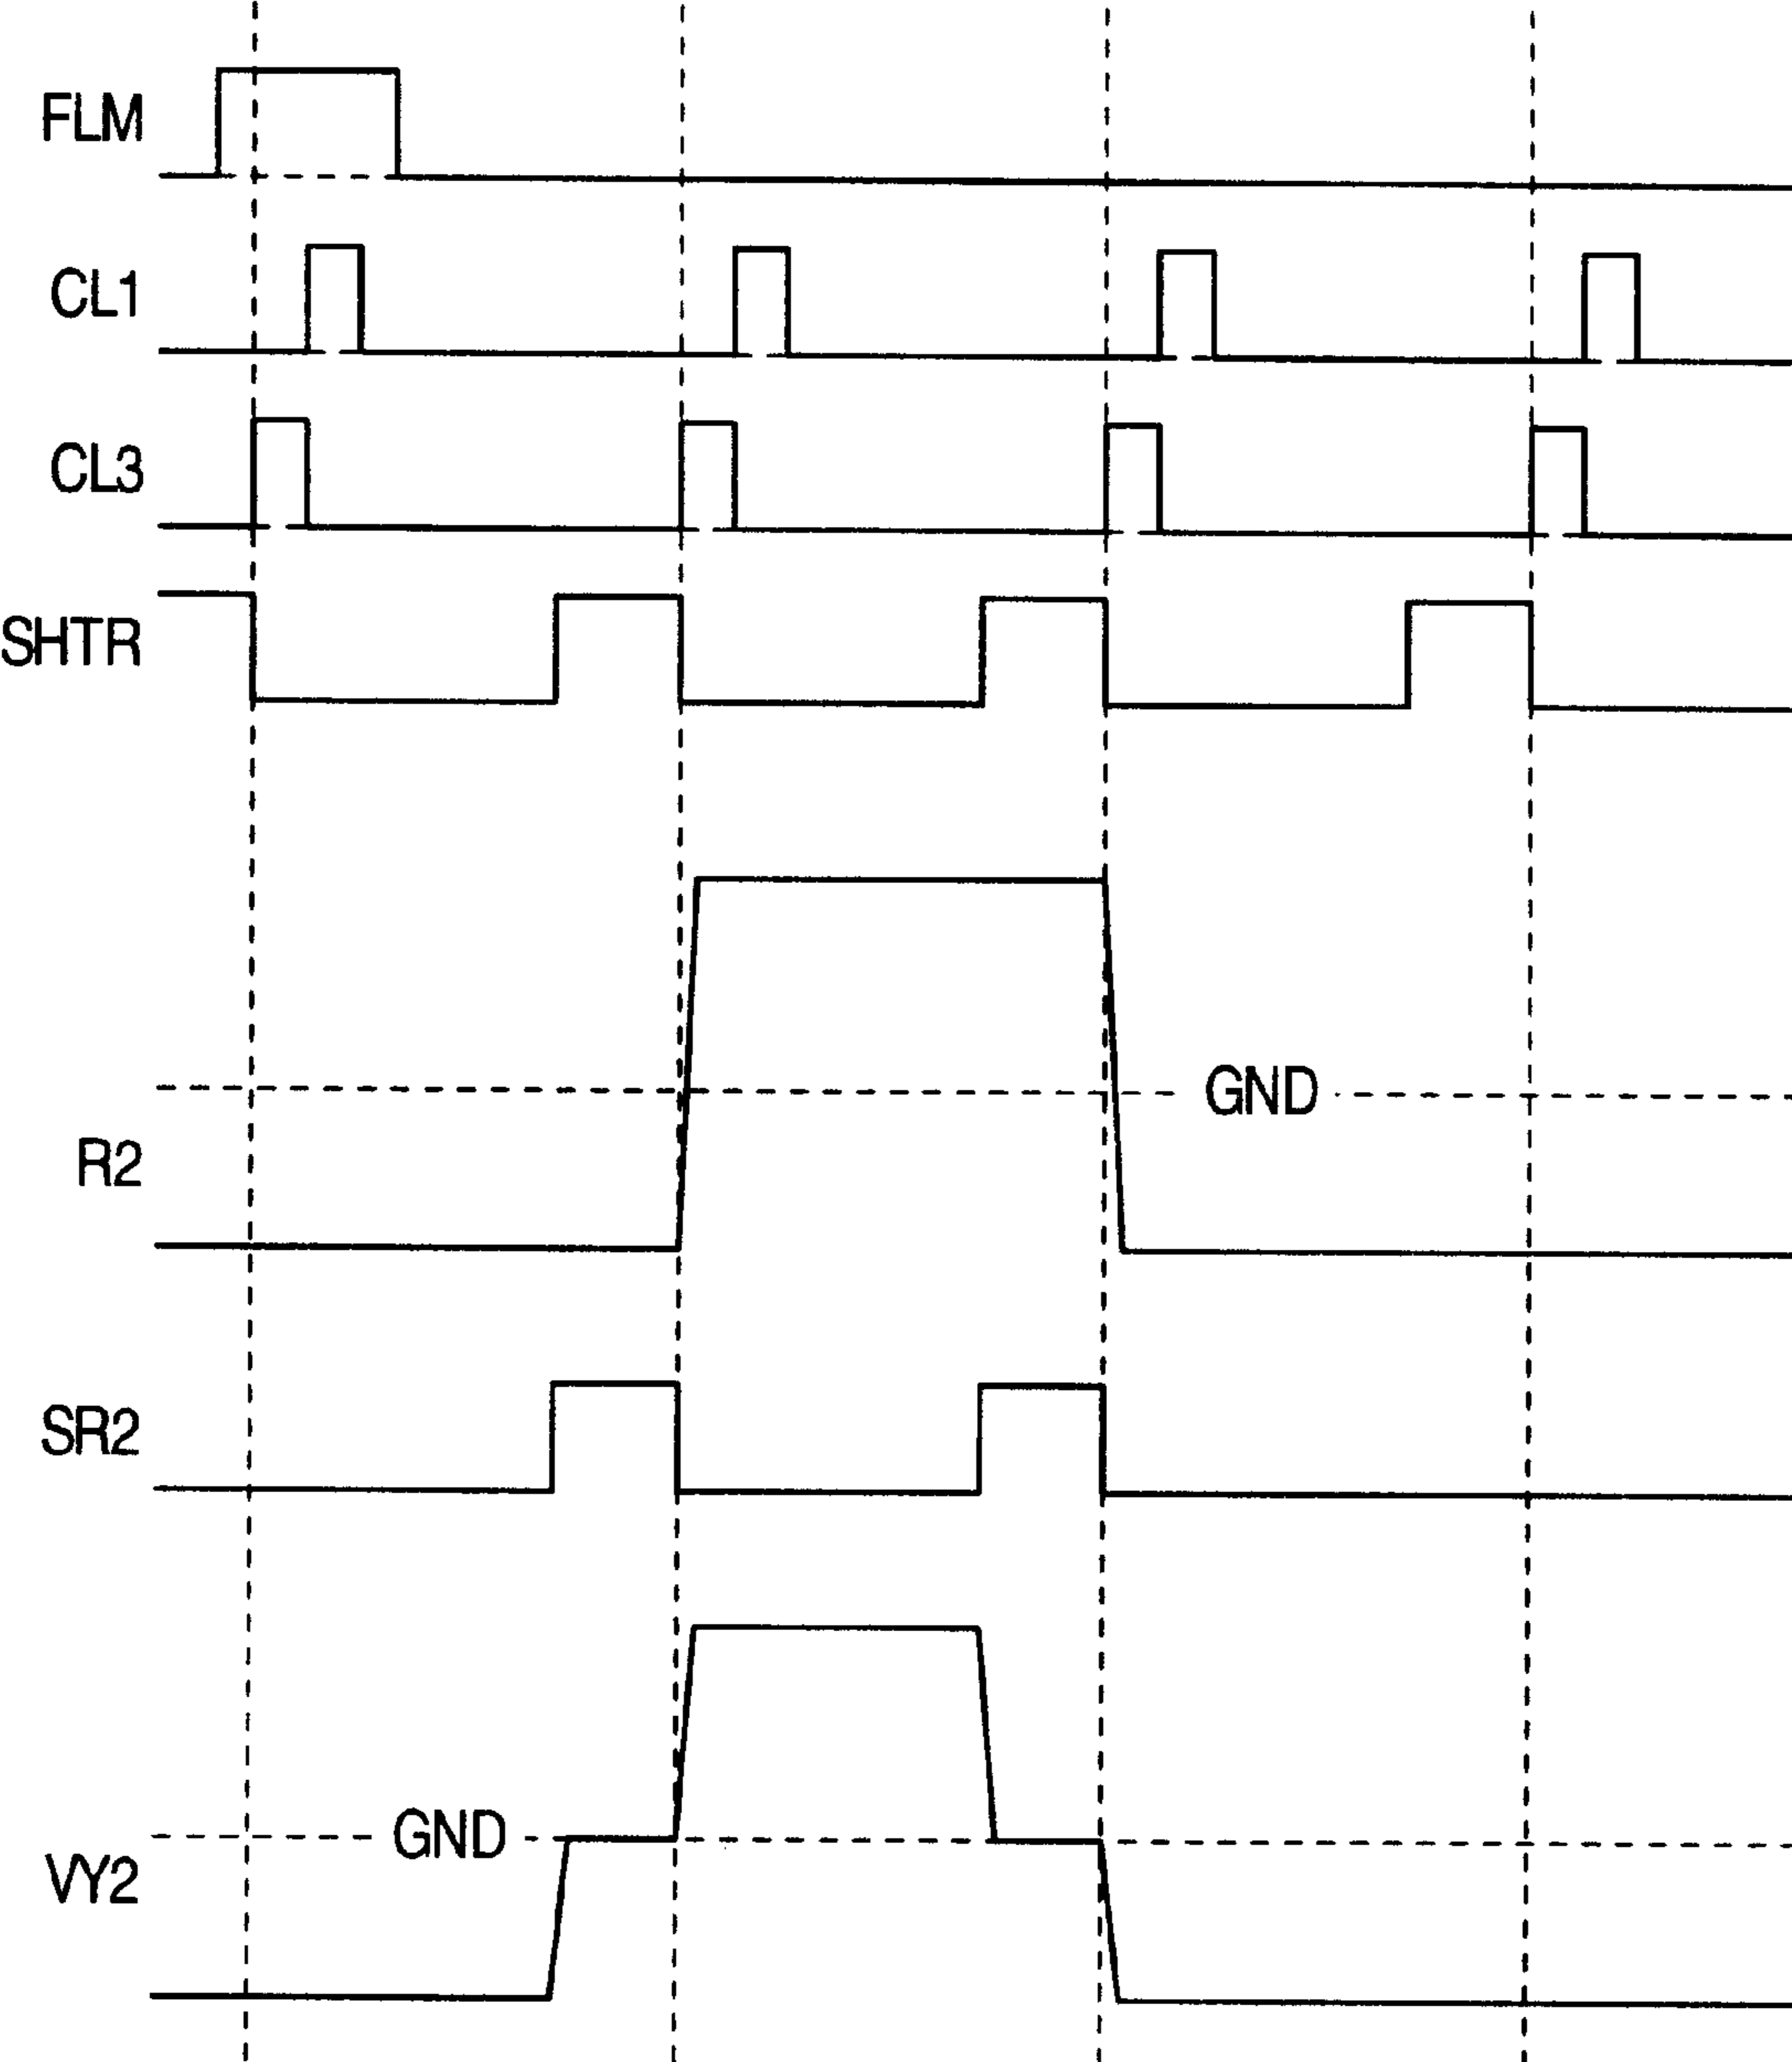 FLM
CL1
CL3
SHTR
GND
R2
SR2
GND
VY2